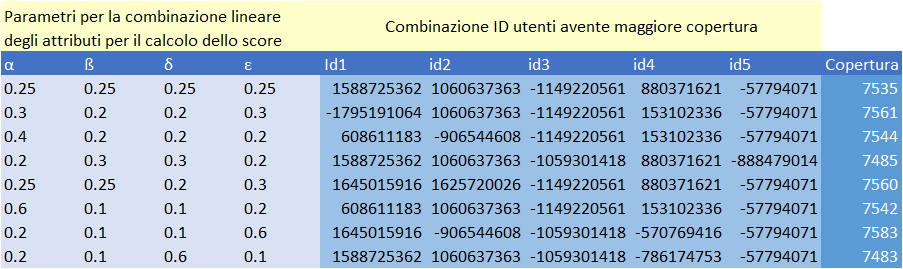 Parametri per la combinazione lineare
degli attributi per il calcolo dello score
Combinazione ID utenti avente maggiore copertura
α ß δ ε Id1 id2 id3 id4 id5 Copertura
0.25 0.25 0.25 0.25 1588725362 1060637363 -1149220561 880371621 -57794071 7535
0.3 0.2 0.2 0.3 -1795191064 1060637363 -1149220561 153102336 -57794071 7561
0.4 0.2 0.2 0.2 608611183 -906544608 -1149220561 153102336 -57794071 7544
0.2 0.3 0.3 0.2 1588725362 1060637363 -1059301418 880371621 -888479014 7485
0.25 0.25 0.2 0.3 1645015916 1625720026 -1149220561 880371621 -57794071 7560
0.6 0.1 0.1 0.2 608611183 1060637363 -1149220561 153102336 -57794071 7542
0.2 0.1 0.1 0.6 1645015916 -906544608 -1059301418 -570769416 -57794071 7583
0.2 0.1 0.6 0.1 1588725362 1060637363 -1059301418 -786174753 -57794071 7483